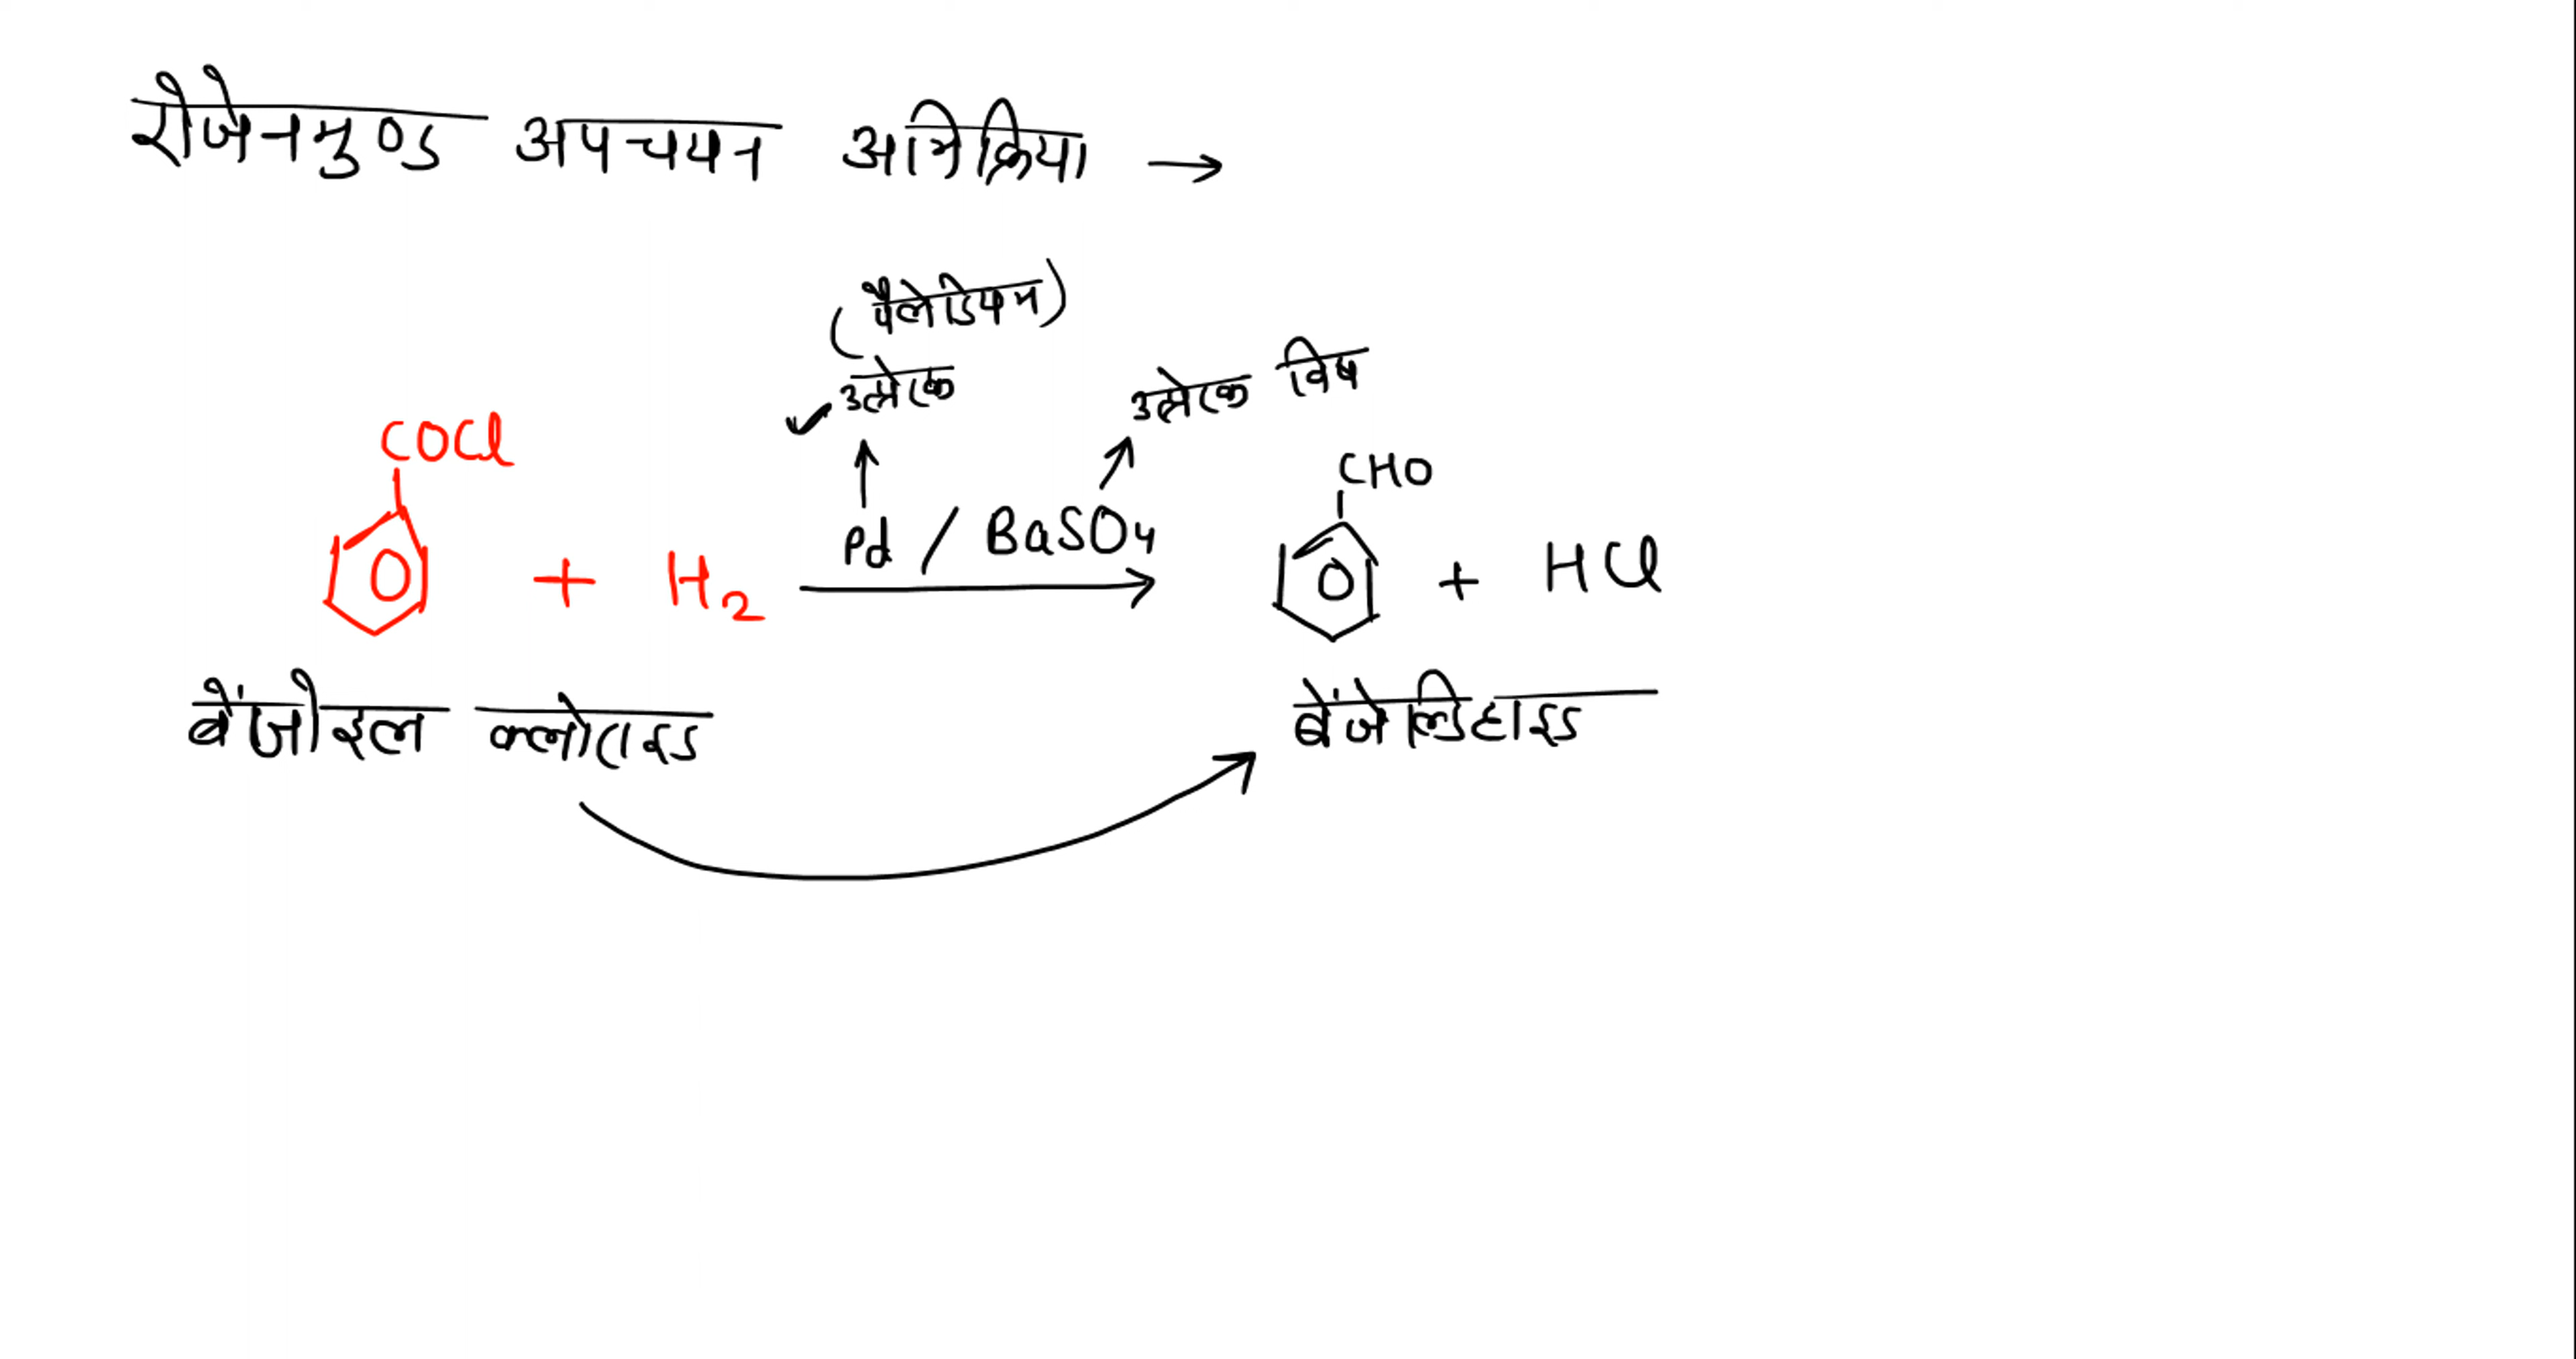 रोजेनमुण्ड अपचयन अभिक्रिया →
(पैलेडियम)
✓ उत्प्रेरक
उत्प्रेरक विष
COCl
CHO
Pd / BaSO4
+ H2 → + HCl
बेंजोइल क्लोराइड
बेंजेल्डिहाइड